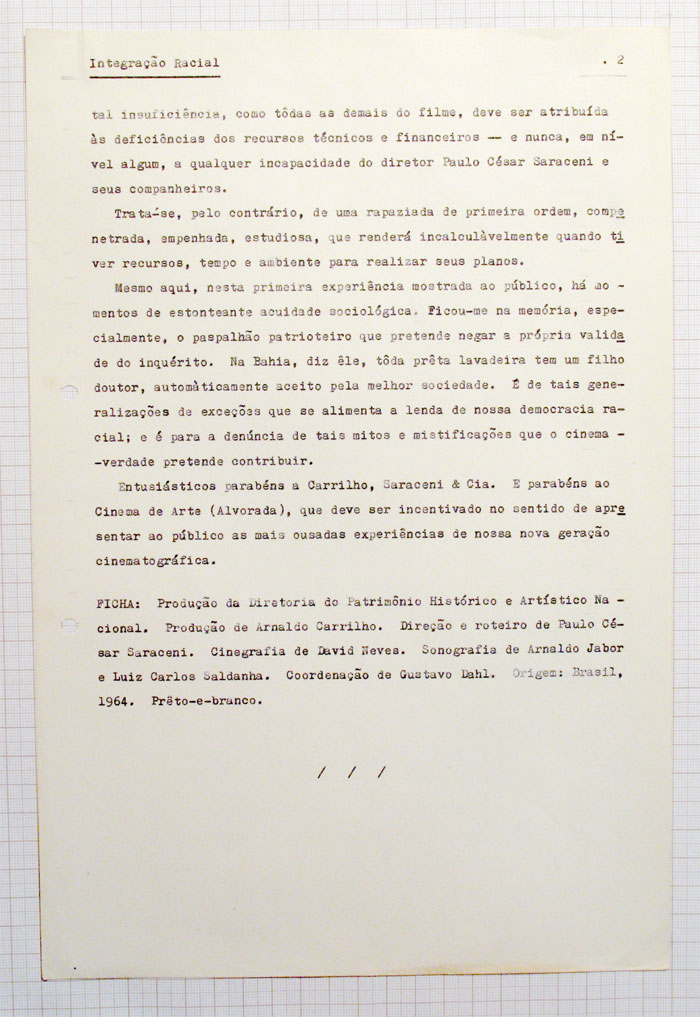 Integração Racial . 2
tal insuficiência, como tôdas as demais do filme, deve ser atribuída
às deficiências dos recursos técnicos e financeiros — e nunca, em ní-
vel algum, a qualquer incapacidade do diretor Paulo César Saraceni e
seus companheiros.
Trata-se, pelo contrário, de uma rapaziada de primeira ordem, compe
netrada, empenhada, estudiosa, que renderá incalculàvelmente quando ti
ver recursos, tempo e ambiente para realizar seus planos.
Mesmo aqui, nesta primeira experiência mostrada ao público, há mo -
mentos de estonteante acuidade sociológica. Ficou-me na memória, espe-
cialmente, o paspalhão patrioteiro que pretende negar a própria valida
de do inquérito. Na Bahia, diz êle, tôda prêta lavadeira tem um filho
doutor, automàticamente aceito pela melhor sociedade. É de tais gene-
ralizações de exceções que se alimenta a lenda de nossa democracia ra-
cial; e é para a denúncia de tais mitos e mistificações que o cinema -
-verdade pretende contribuir.
Entusiásticos parabéns a Carrilho, Saraceni & Cia. E parabéns ao
Cinema de Arte (Alvorada), que deve ser incentivado no sentido de apre
sentar ao público as mais ousadas experiências de nossa nova geração
cinematográfica.
FICHA: Produção da Diretoria do Patrimônio Histórico e Artístico Na -
cional. Produção de Arnaldo Carrilho. Direção e roteiro de Paulo Cé-
sar Saraceni. Cinegrafia de David Neves. Sonografia de Arnaldo Jabor
e Luiz Carlos Saldanha. Coordenação de Gustavo Dahl. Origem: Brasil,
1964. Prêto-e-branco.
/ / /